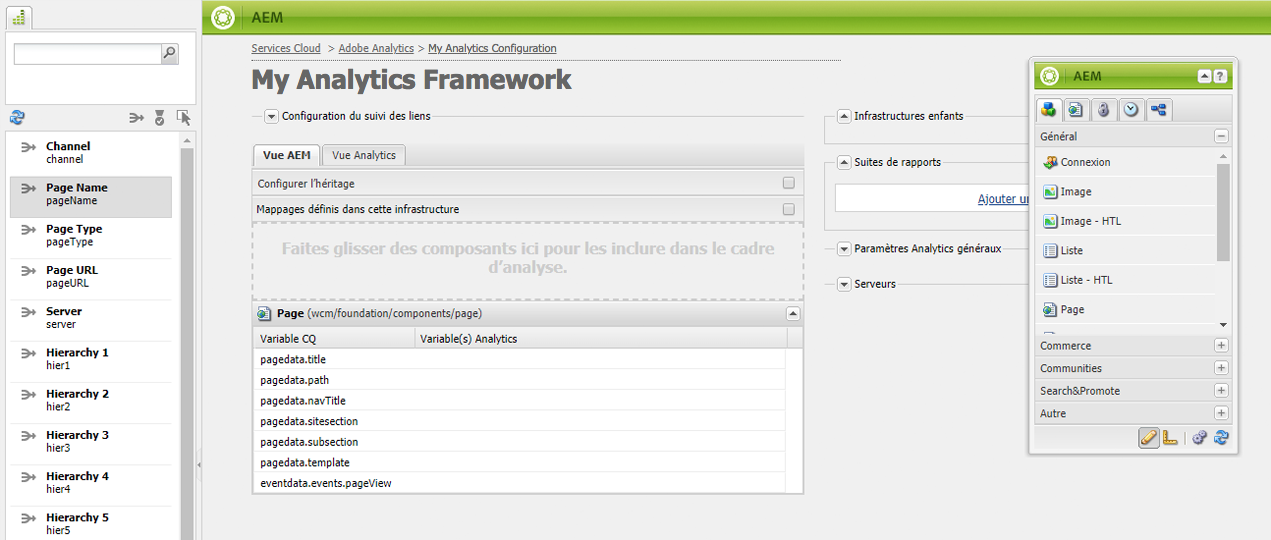 AEM
Channel
channel
Page Name
pageName
Page Type
pageType
Page URL
pageURL
Server
server
Hierarchy 1
hier1
Hierarchy 2
hier2
Hierarchy 3
hier3
Hierarchy 4
hier4
Hierarchy 5
hier5
Services Cloud > Adobe Analytics > My Analytics Configuration
My Analytics Framework
Configuration du suivi des liens
Vue AEM Vue Analytics
Configurer l’héritage
Mappages définis dans cette infrastructure
Faites glisser des composants ici pour les inclure dans le cadre
d’analyse.
Page (wcm/foundation/components/page)
Variable CQ Variable(s) Analytics
pagedata.title
pagedata.path
pagedata.navTitle
pagedata.sitesection
pagedata.subsection
pagedata.template
eventdata.events.pageView
Infrastructures enfants
Suites de rapports
Ajouter un
Paramètres Analytics généraux
Serveurs
AEM ?
Général
Connexion
Image
Image - HTL
Liste
Liste - HTL
Page
Commerce
Communities
Search&Promote
Autre